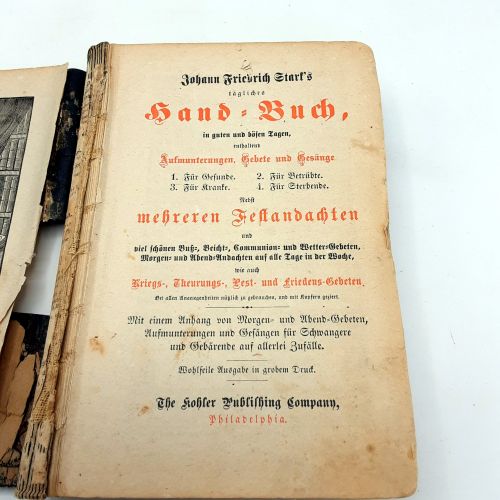 Johann Friedrich Stark's
tägliches
Hand-Buch,
in guten und bösen Tagen,
enthaltend
Aufmunterungen, Gebete und Gesänge
1. Für Gesunde. 2. Für Betrübte.
3. Für Kranke. 4. Für Sterbende.
Nebst
mehreren Festandachten
und
viel schönen Buß-, Beicht-, Communion- und Wetter-Gebeten,
Morgen- und Abend-Andachten auf alle Tage in der Woche,
wie auch
Kriegs-, Theurungs-, Pest- und Friedens-Gebeten.
Bei allen Angelegenheiten nützlich zu gebrauchen, und mit Kupfern geziert.
Mit einem Anhang von Morgen- und Abend-Gebeten,
Aufmunterungen und Gesängen für Schwangere
und Gebärende auf allerlei Zufälle.
Wohlfeile Ausgabe in grobem Druck.
The Kohler Publishing Company,
Philadelphia.